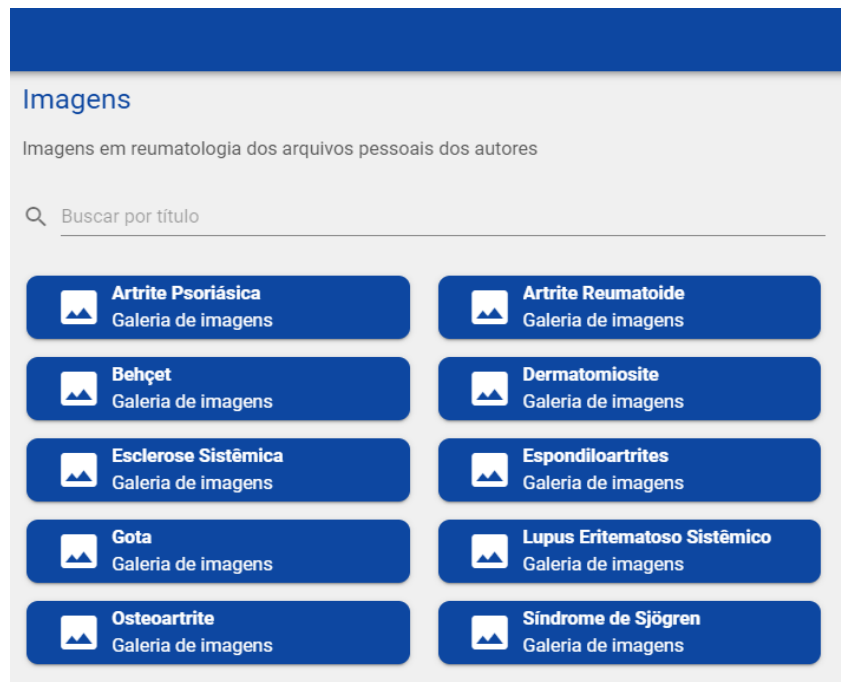 Imagens
Imagens em reumatologia dos arquivos pessoais dos autores
Buscar por título
Artrite Psoriásica
Galeria de imagens
Artrite Reumatoide
Galeria de imagens
Behçet
Galeria de imagens
Dermatomiosite
Galeria de imagens
Esclerose Sistêmica
Galeria de imagens
Espondiloartrites
Galeria de imagens
Gota
Galeria de imagens
Lupus Eritematoso Sistêmico
Galeria de imagens
Osteoartrite
Galeria de imagens
Síndrome de Sjögren
Galeria de imagens